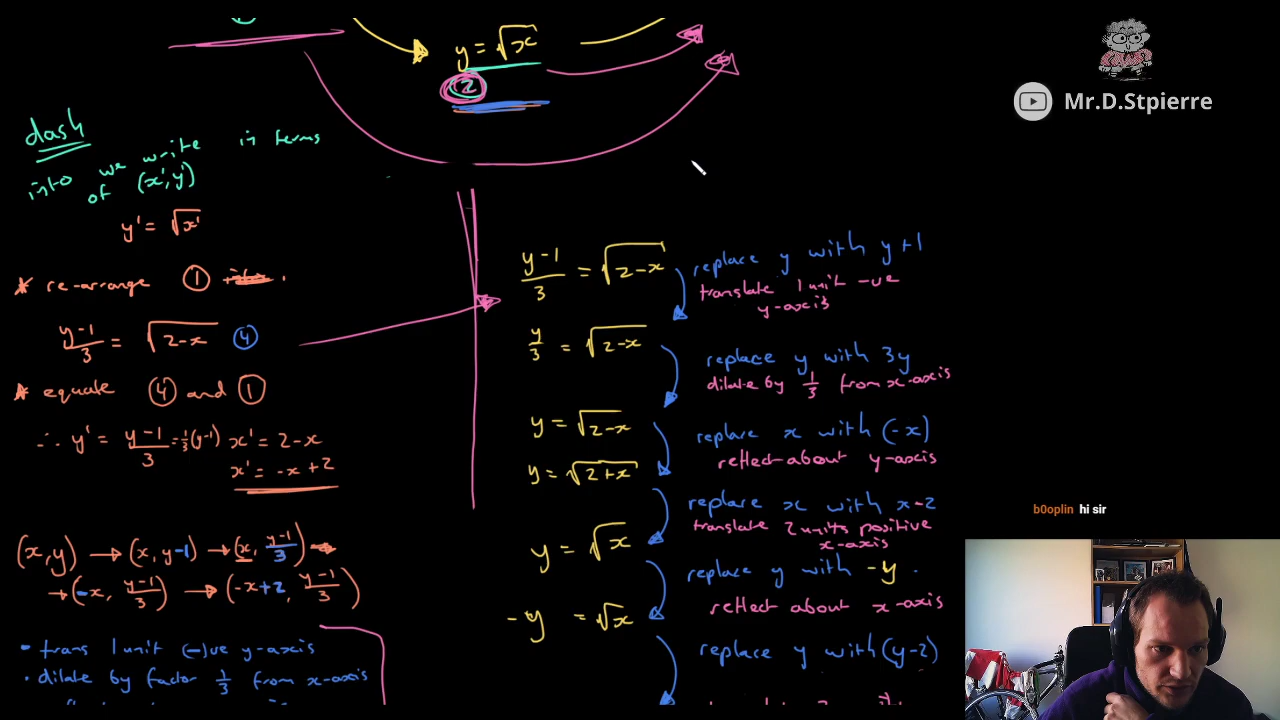 y = √x
2
Mr.D.Stpierre
dash
we write in terms
into of (x',y')
y' = √x'
* re-arrange ①
y-1/3 = √2-x ④
* equate ④ and ①
∴ y' = y-1/3 = 1/3(y-1) x' = 2-x
x' = -x+2
(x,y) → (x, y-1) → (x, y-1/3)
→ (-x, y-1/3) → (-x+2, y-1/3)
- trans 1 unit (-)ve y-axis
• dilate by factor 1/3 from x-axis
y-1/3 = √2-x
replace y with y+1
translate 1 unit -ve
y-axis
y/3 = √2-x
replace y with 3y
dilate by 1/3 from x-axis
y = √2-x
replace x with (-x)
reflect about y-axis
y = √2+x
replace x with x-2
translate 2 units positive
x-axis
y = √x
replace y with -y .
reflect about x-axis
-y = √x
replace y with (y-2)
b0oplin hi sir